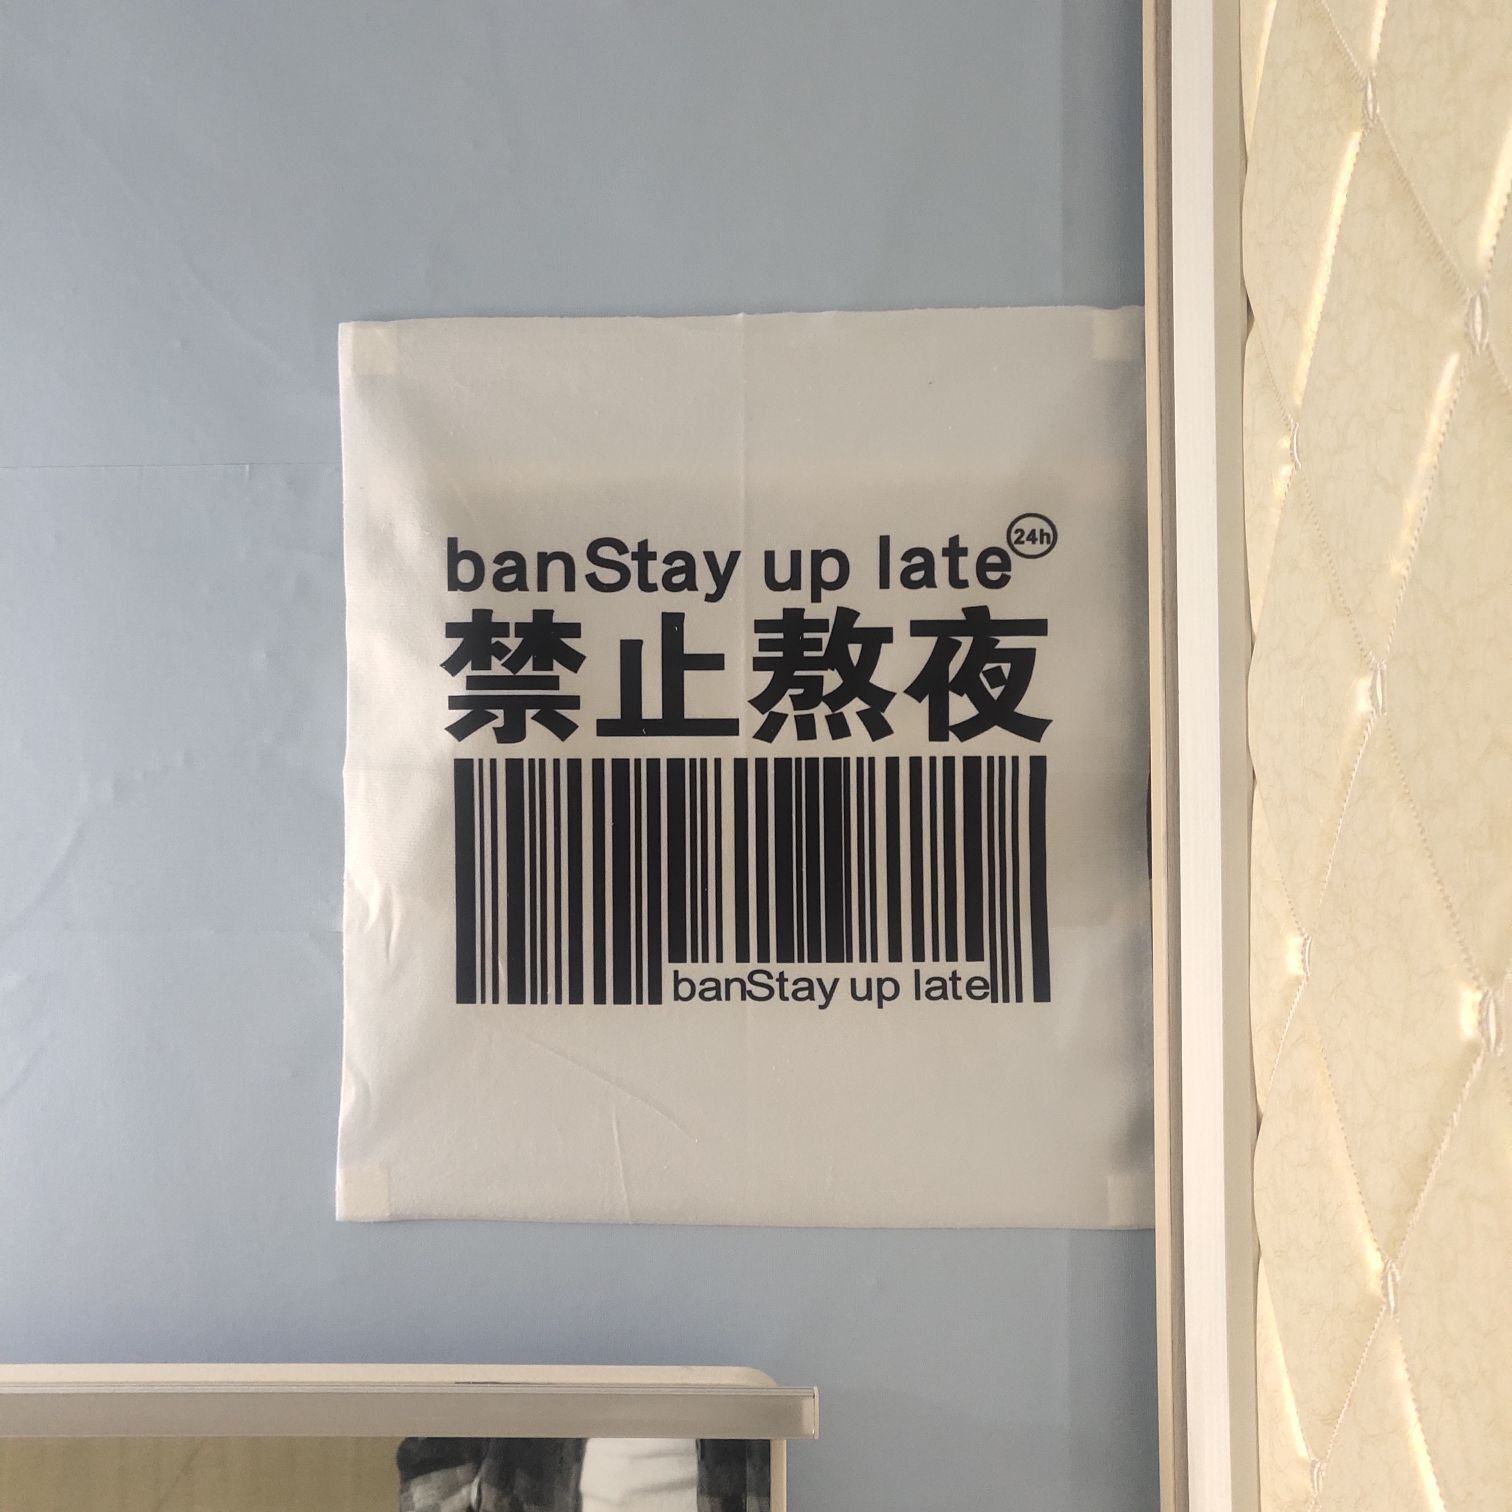 banStay up late 24h
禁止熬夜
banStay up late